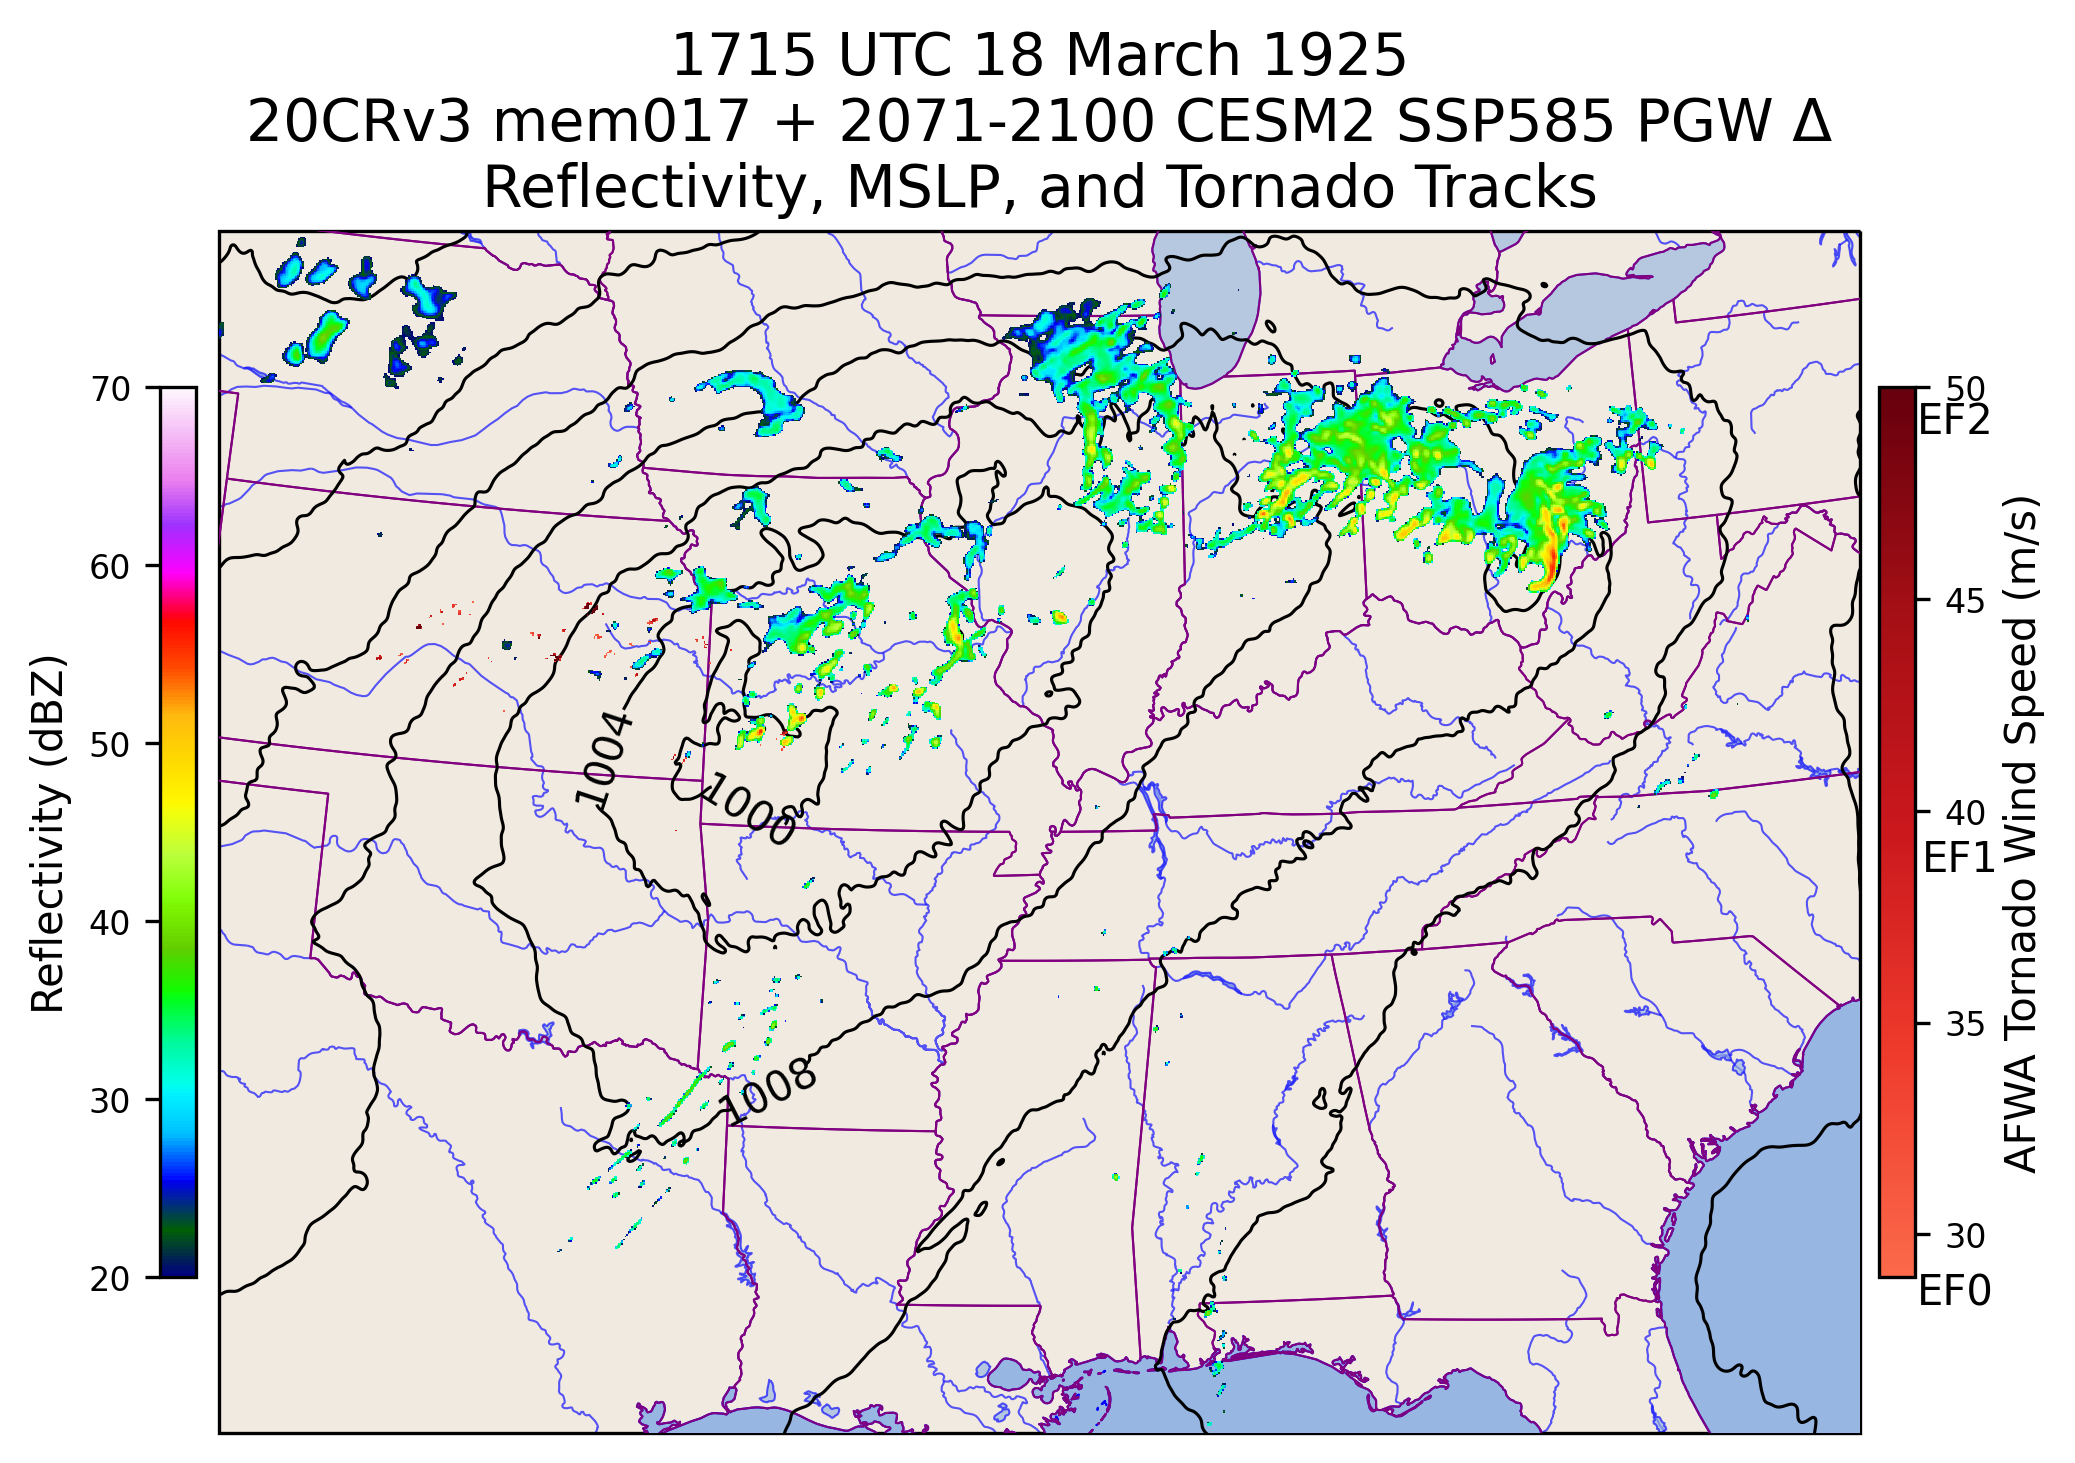 1715 UTC 18 March 1925
20CRv3 mem017 + 2071-2100 CESM2 SSP585 PGW Δ
Reflectivity, MSLP, and Tornado Tracks
Reflectivity (dBZ)
70
60
50
40
30
20
1004
1000
1008
50
EF2
45
40
EF1
35
30
EF0
AFWA Tornado Wind Speed (m/s)